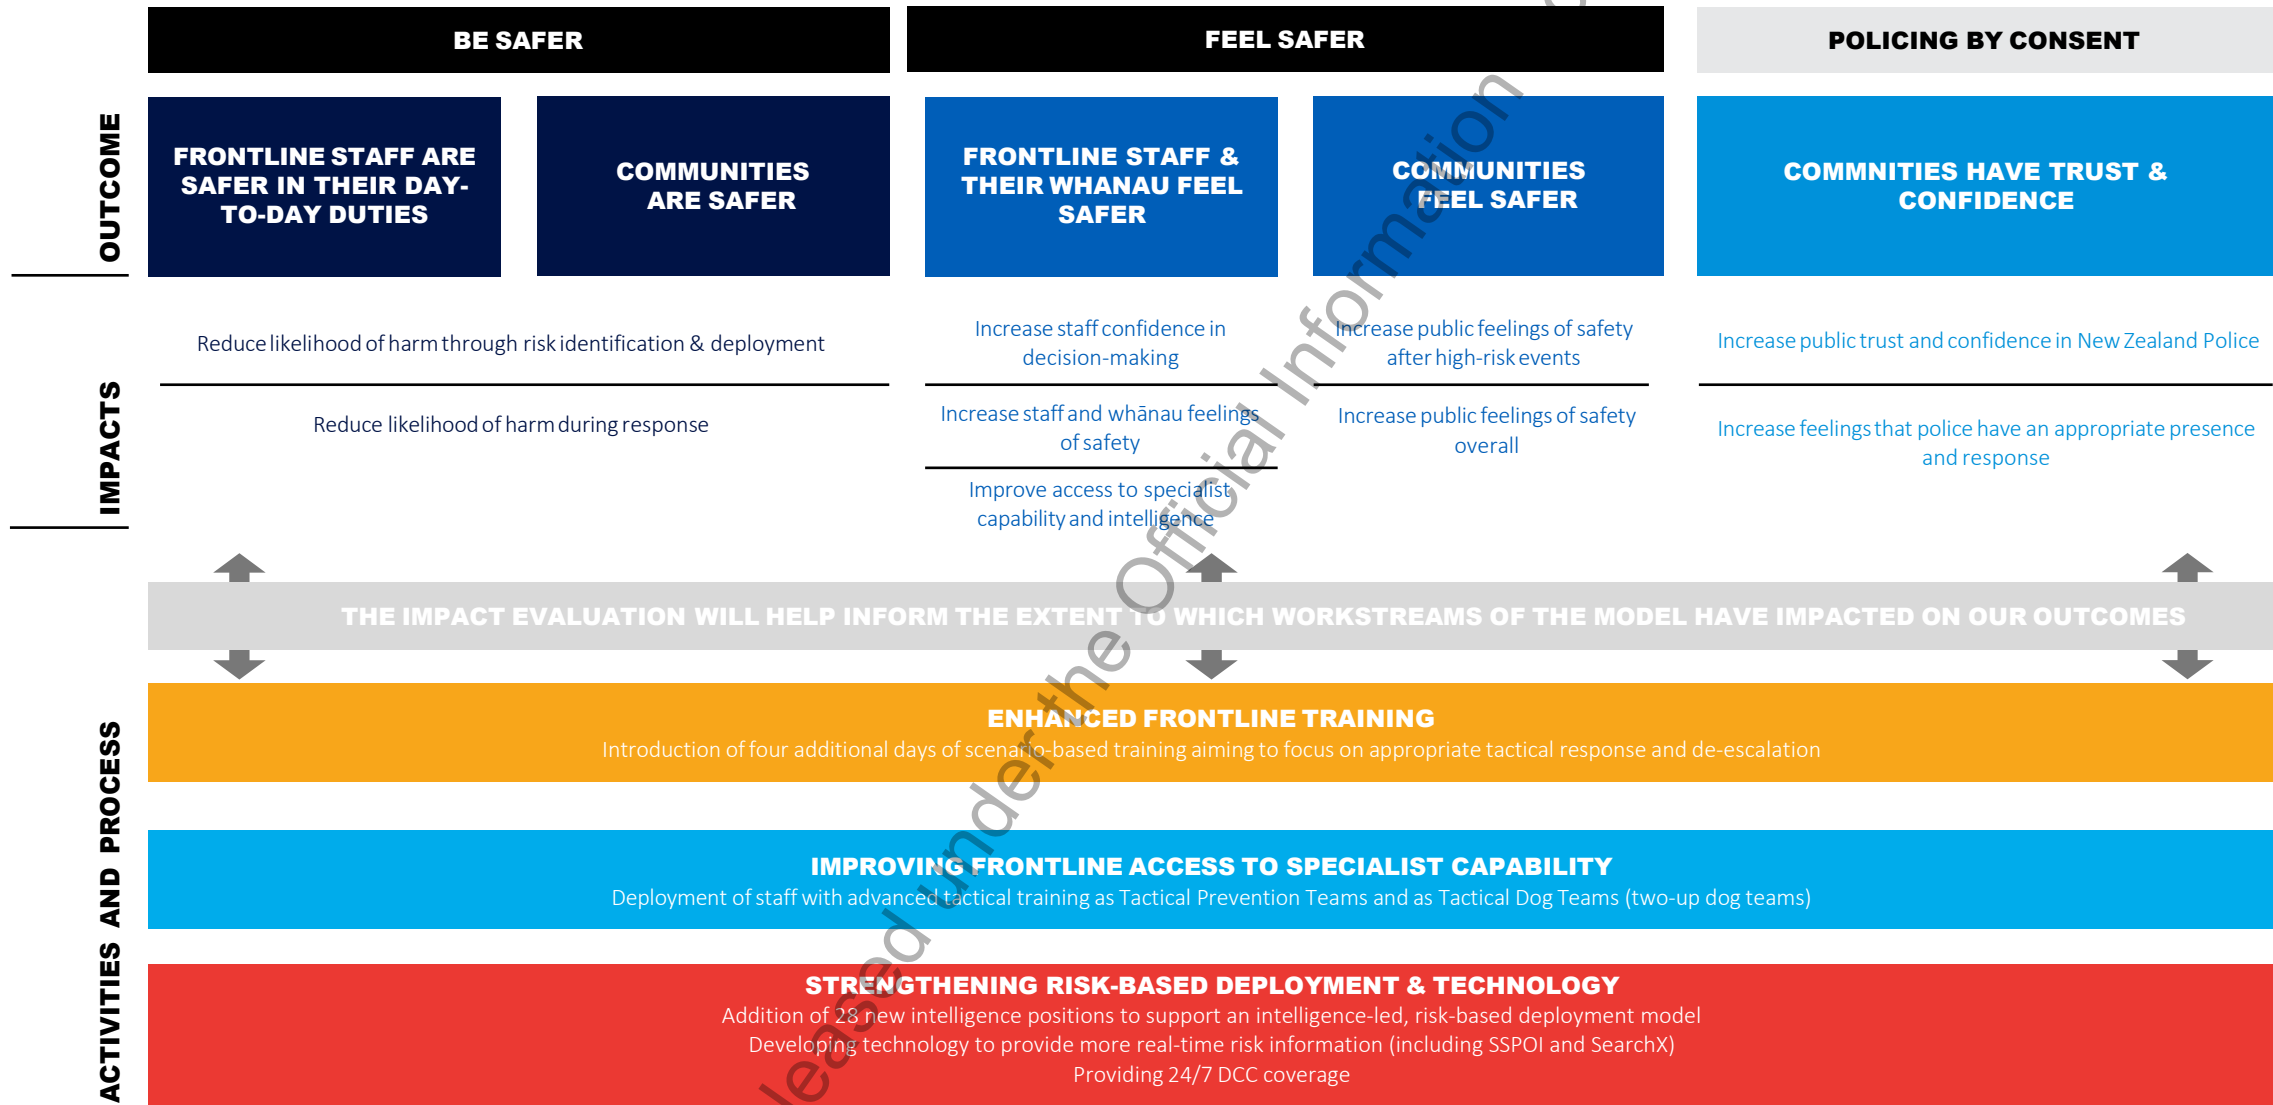 BE SAFER
FEEL SAFER
POLICING BY CONSENT
OUTCOME
FRONTLINE STAFF ARE
SAFER IN THEIR DAY-
TO-DAY DUTIES
COMMUNITIES
ARE SAFER
FRONTLINE STAFF &
THEIR WHANAU FEEL
SAFER
COMMUNITIES
FEEL SAFER
COMMNITIES HAVE TRUST &
CONFIDENCE
IMPACTS
Reduce likelihood of harm through risk identification & deployment
Reduce likelihood of harm during response
Increase staff confidence in
decision-making
Increase staff and whānau feelings
of safety
Improve access to specialist
capability and intelligence
Increase public feelings of safety
after high-risk events
Increase public feelings of safety
overall
Increase public trust and confidence in New Zealand Police
Increase feelings that police have an appropriate presence
and response
THE IMPACT EVALUATION WILL HELP INFORM THE EXTENT TO WHICH WORKSTREAMS OF THE MODEL HAVE IMPACTED ON OUR OUTCOMES
ACTIVITIES AND PROCESS
ENHANCED FRONTLINE TRAINING
Introduction of four additional days of scenario-based training aiming to focus on appropriate tactical response and de-escalation
IMPROVING FRONTLINE ACCESS TO SPECIALIST CAPABILITY
Deployment of staff with advanced tactical training as Tactical Prevention Teams and as Tactical Dog Teams (two-up dog teams)
STRENGTHENING RISK-BASED DEPLOYMENT & TECHNOLOGY
Addition of 28 new intelligence positions to support an intelligence-led, risk-based deployment model
Developing technology to provide more real-time risk information (including SSPOI and SearchX)
Providing 24/7 DCC coverage
leased under the Official Information